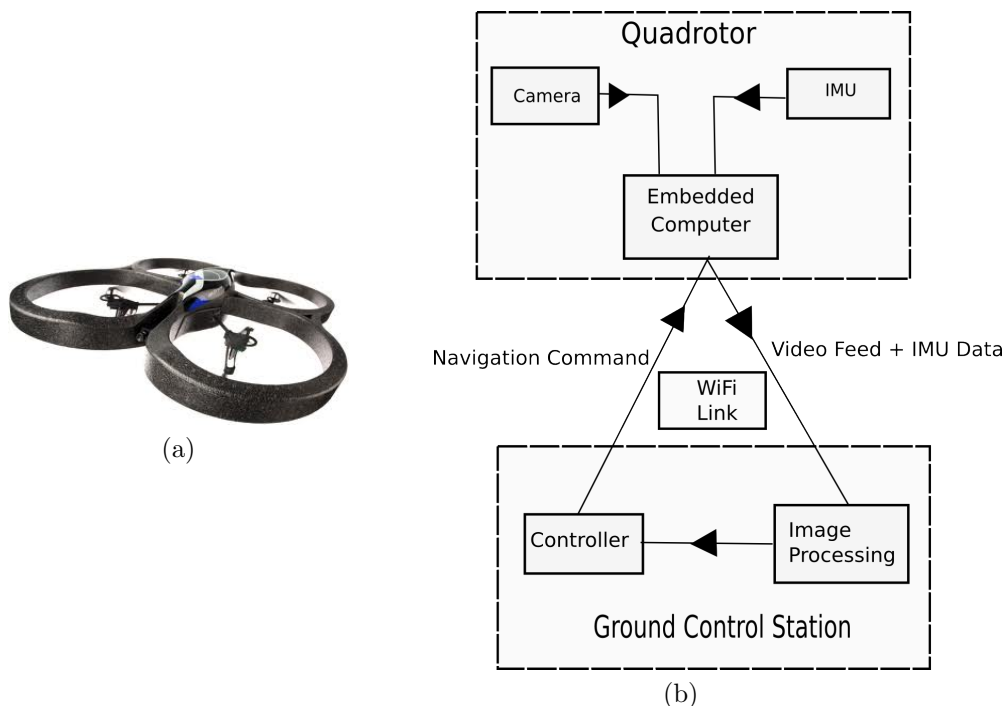 Quadrotor
Camera
IMU
Embedded
Computer
Navigation Command
Video Feed + IMU Data
WiFi
Link
(a)
Controller
Image
Processing
Ground Control Station
(b)